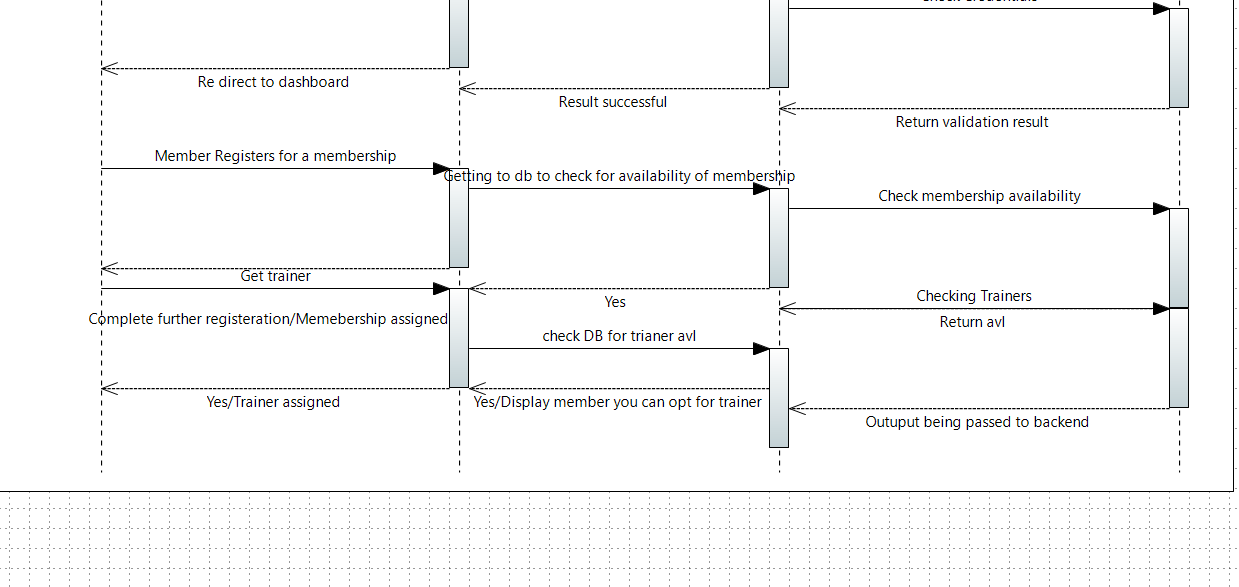 Check Credentials
Re direct to dashboard
Result successful
Return validation result
Member Registers for a membership
Getting to db to check for availability of membership
Check membership availability
Get trainer
Yes
Checking Trainers
Complete further registeration/Memebership assigned
Return avl
check DB for trianer avl
Yes/Trainer assigned
Yes/Display member you can opt for trainer
Outuput being passed to backend